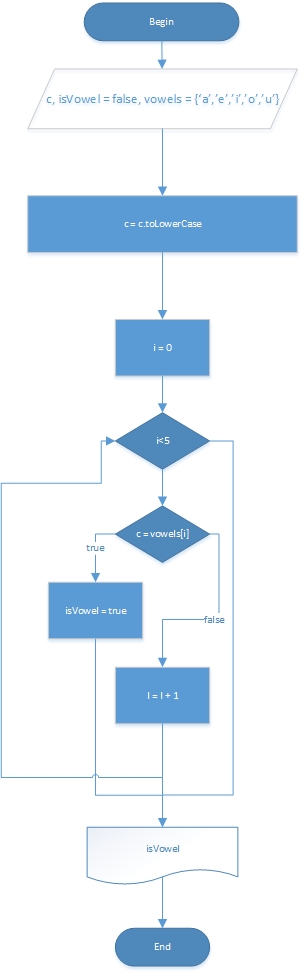 Begin
c, isVowel = false, vowels = {‘a’,’e’,’i’,’o’,’u’}
c = c.toLowerCase
i = 0
i<5
c = vowels[i]
true
isVowel = true
false
I = I + 1
isVowel
End